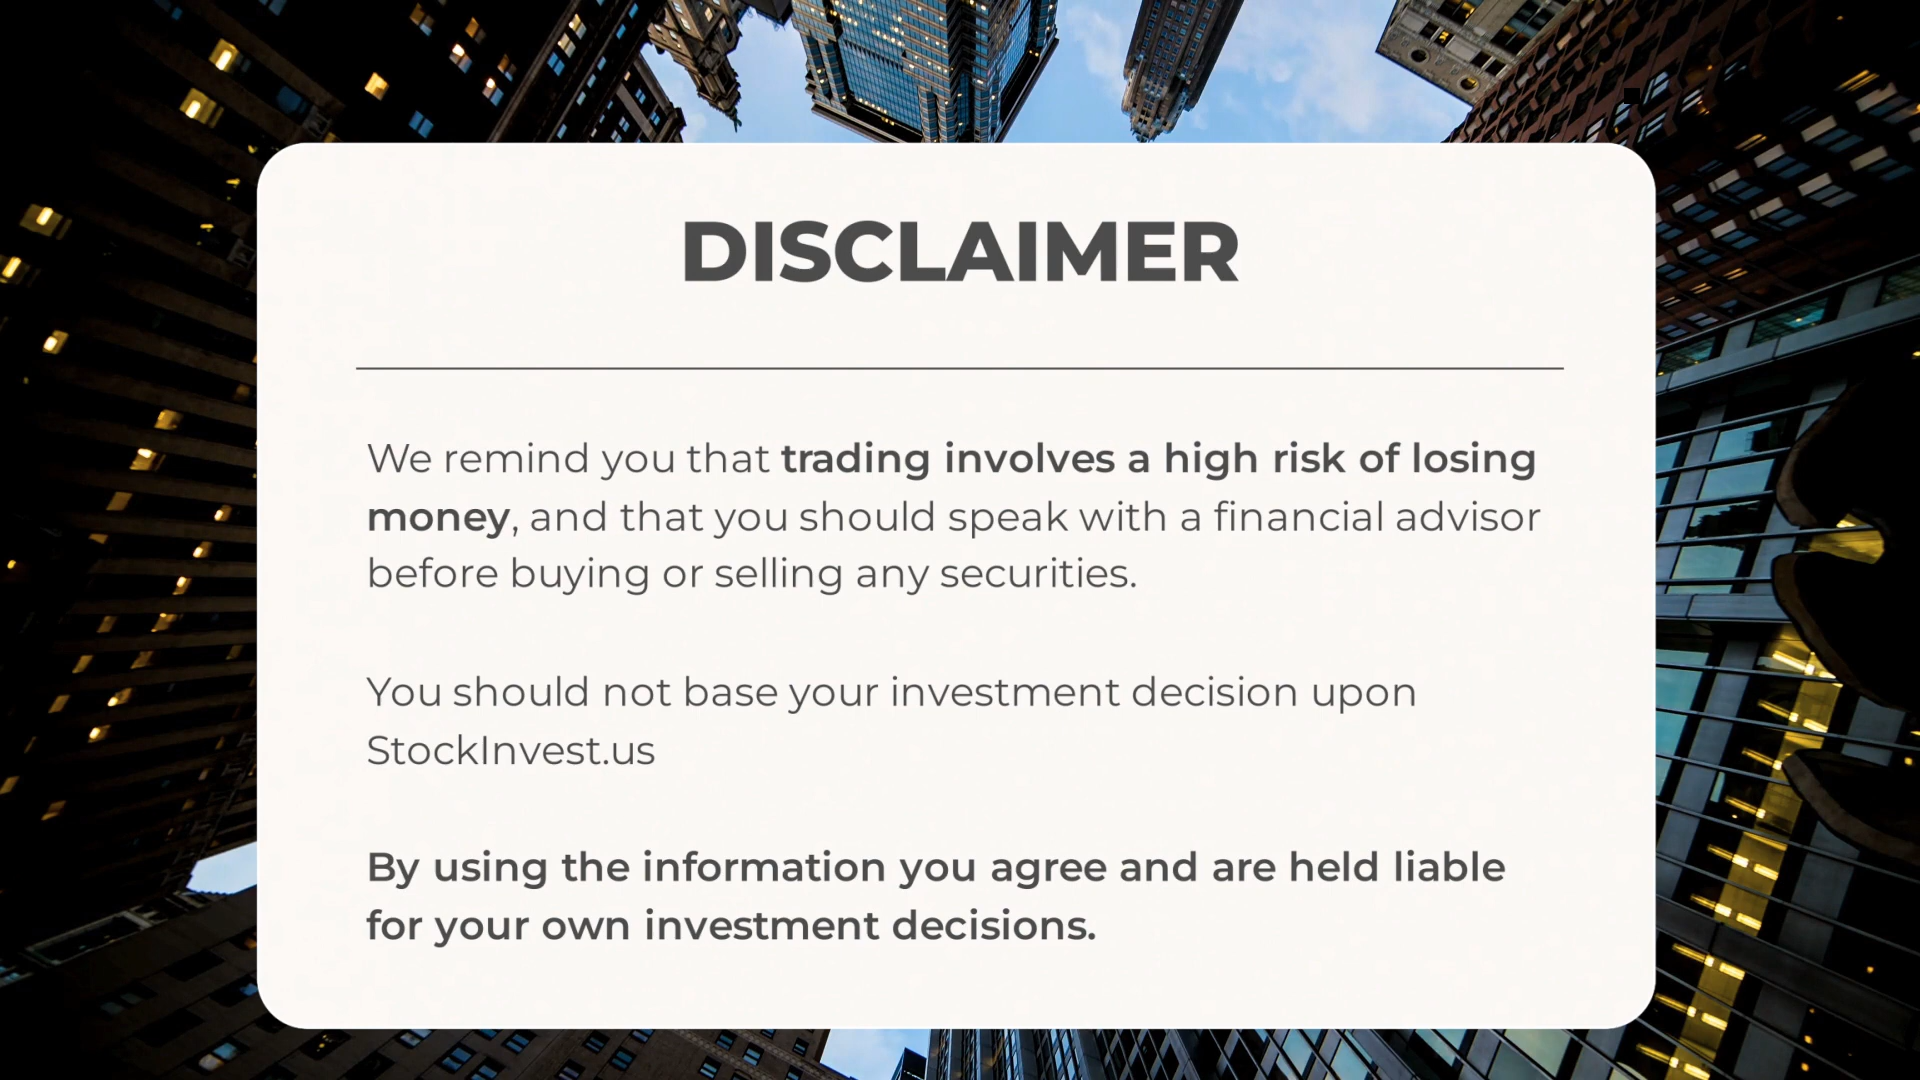 DISCLAIMER
We remind you that trading involves a high risk of losing
money, and that you should speak with a financial advisor
before buying or selling any securities.
You should not base your investment decision upon
StockInvest.us
By using the information you agree and are held liable
for your own investment decisions.